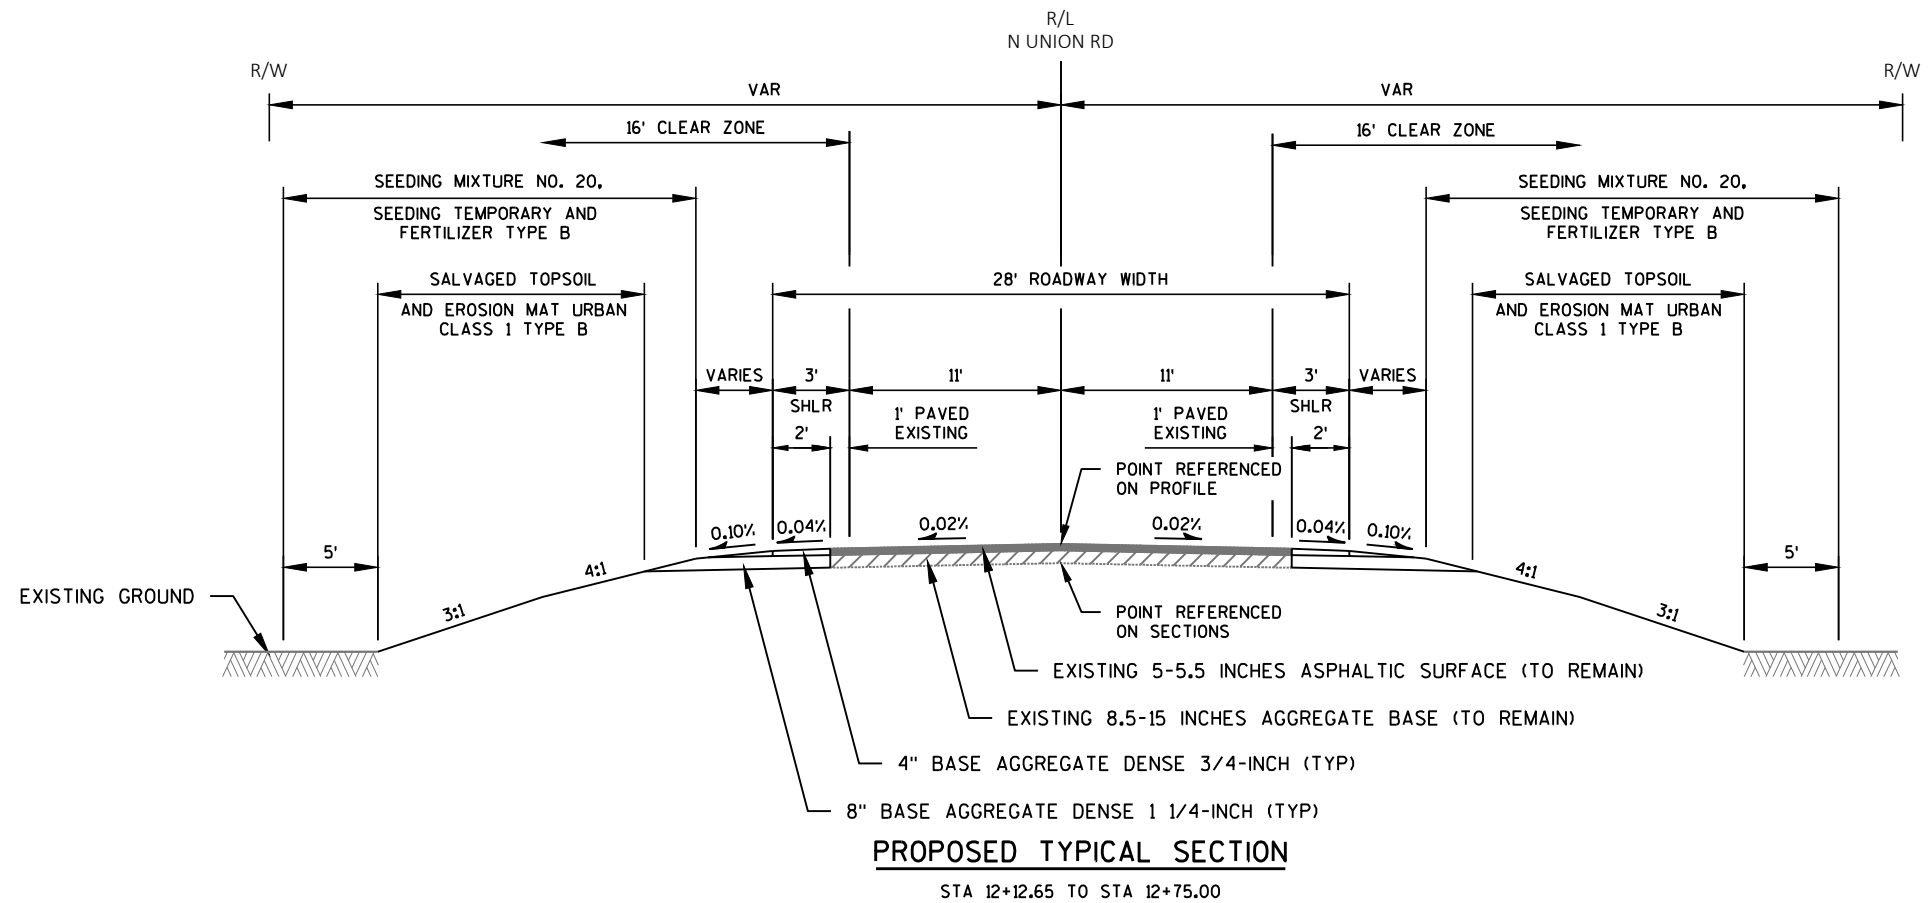 R/L
N UNION RD
R/W
R/W
VAR
VAR
16' CLEAR ZONE
16' CLEAR ZONE
SEEDING MIXTURE NO. 20,
SEEDING TEMPORARY AND
FERTILIZER TYPE B
SEEDING MIXTURE NO. 20,
SEEDING TEMPORARY AND
FERTILIZER TYPE B
SALVAGED TOPSOIL
AND EROSION MAT URBAN
CLASS 1 TYPE B
28' ROADWAY WIDTH
SALVAGED TOPSOIL
AND EROSION MAT URBAN
CLASS 1 TYPE B
VARIES
3'
SHLR
11'
11'
3'
SHLR
VARIES
2'
1' PAVED
EXISTING
1' PAVED
EXISTING
2'
POINT REFERENCED
ON PROFILE
0.10%
0.04%
0.02%
0.02%
0.04%
0.10%
5'
5'
4:1
4:1
3:1
3:1
EXISTING GROUND
POINT REFERENCED
ON SECTIONS
EXISTING 5-5.5 INCHES ASPHALTIC SURFACE (TO REMAIN)
EXISTING 8.5-15 INCHES AGGREGATE BASE (TO REMAIN)
4" BASE AGGREGATE DENSE 3/4-INCH (TYP)
8" BASE AGGREGATE DENSE 1 1/4-INCH (TYP)
PROPOSED TYPICAL SECTION
STA 12+12.65 TO STA 12+75.00